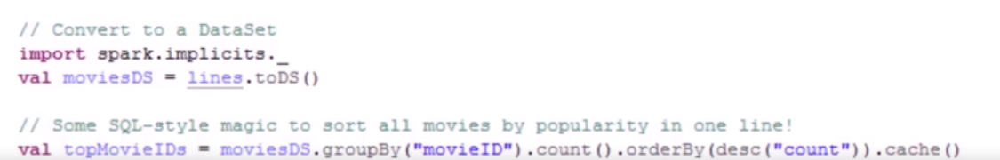 // Convert to a DataSet
import spark.implicits._
val moviesDS = lines.toDS()
// Some SQL-style magic to sort all movies by popularity in one line!
val topMovieIDs = moviesDS.groupBy("movieID").count().orderBy(desc("count")).cache()